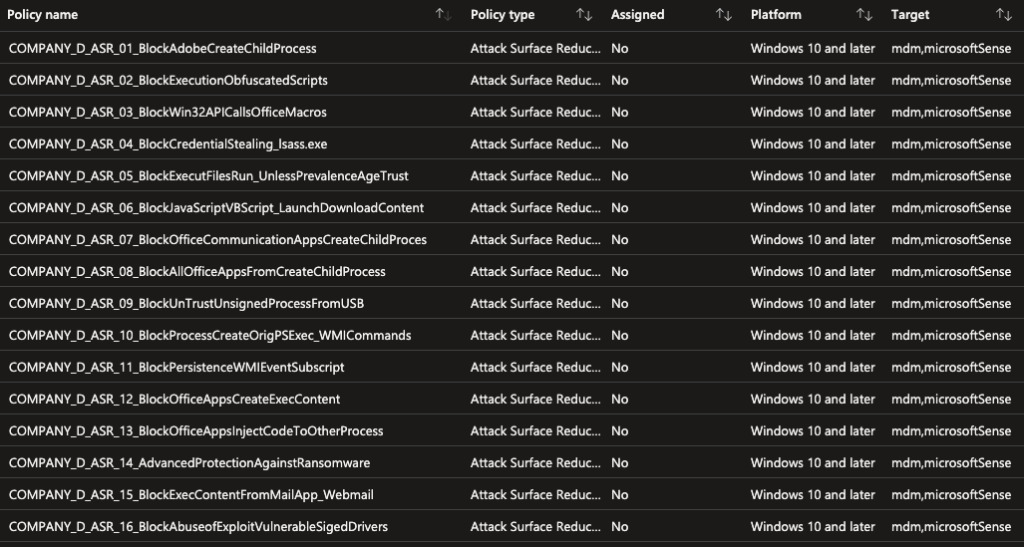 Policy name Policy type Assigned Platform Target
COMPANY_D_ASR_01_BlockAdobeCreateChildProcess Attack Surface Reduc... No Windows 10 and later mdm,microsoftSense
COMPANY_D_ASR_02_BlockExecutionObfuscatedScripts Attack Surface Reduc... No Windows 10 and later mdm,microsoftSense
COMPANY_D_ASR_03_BlockWin32APICallsOfficeMacros Attack Surface Reduc... No Windows 10 and later mdm,microsoftSense
COMPANY_D_ASR_04_BlockCredentialStealing_lsass.exe Attack Surface Reduc... No Windows 10 and later mdm,microsoftSense
COMPANY_D_ASR_05_BlockExecutFilesRun_UnlessPrevalenceAgeTrust Attack Surface Reduc... No Windows 10 and later mdm,microsoftSense
COMPANY_D_ASR_06_BlockJavaScriptVBScript_LaunchDownloadContent Attack Surface Reduc... No Windows 10 and later mdm,microsoftSense
COMPANY_D_ASR_07_BlockOfficeCommunicationAppsCreateChildProces Attack Surface Reduc... No Windows 10 and later mdm,microsoftSense
COMPANY_D_ASR_08_BlockAllOfficeAppsFromCreateChildProcess Attack Surface Reduc... No Windows 10 and later mdm,microsoftSense
COMPANY_D_ASR_09_BlockUnTrustUnsignedProcessFromUSB Attack Surface Reduc... No Windows 10 and later mdm,microsoftSense
COMPANY_D_ASR_10_BlockProcessCreateOrigPSExec_WMICommands Attack Surface Reduc... No Windows 10 and later mdm,microsoftSense
COMPANY_D_ASR_11_BlockPersistenceWMIEventSubscript Attack Surface Reduc... No Windows 10 and later mdm,microsoftSense
COMPANY_D_ASR_12_BlockOfficeAppsCreateExecContent Attack Surface Reduc... No Windows 10 and later mdm,microsoftSense
COMPANY_D_ASR_13_BlockOfficeAppsInjectCodeToOtherProcess Attack Surface Reduc... No Windows 10 and later mdm,microsoftSense
COMPANY_D_ASR_14_AdvancedProtectionAgainstRansomware Attack Surface Reduc... No Windows 10 and later mdm,microsoftSense
COMPANY_D_ASR_15_BlockExecContentFromMailApp_Webmail Attack Surface Reduc... No Windows 10 and later mdm,microsoftSense
COMPANY_D_ASR_16_BlockAbuseofExploitVulnerableSigedDrivers Attack Surface Reduc... No Windows 10 and later mdm,microsoftSense